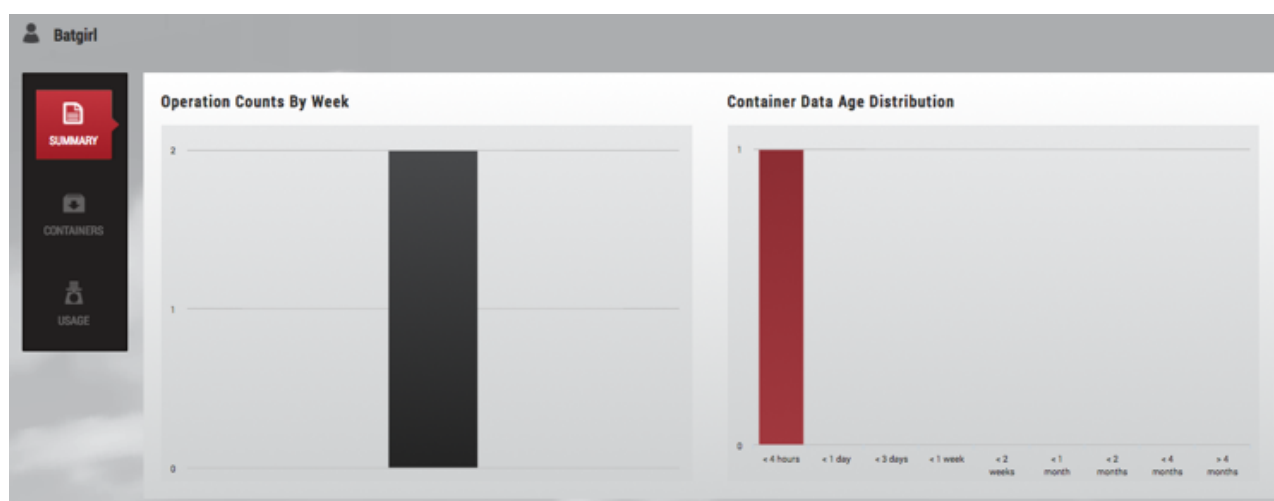 Batgirl
SUMMARY
CONTAINERS
USAGE
Operation Counts By Week
2
1
0
Container Data Age Distribution
1
0
< 4 hours < 1 day < 3 days < 1 week < 2 weeks < 1 month < 2 months < 4 months > 4 months